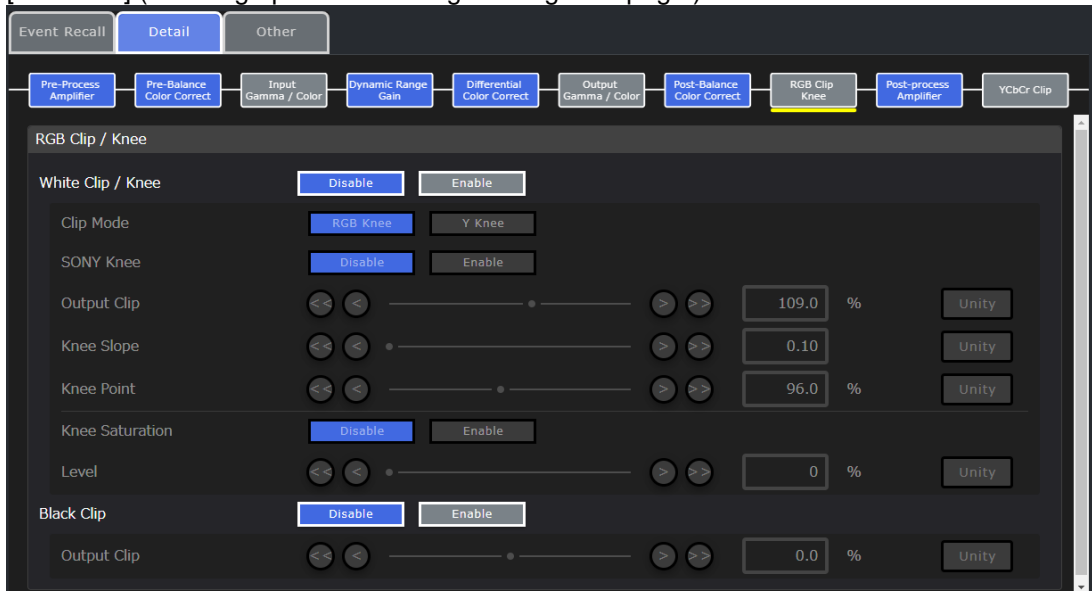 Event Recall Detail Other
Pre-Process Amplifier
Pre-Balance Color Correct
Input Gamma / Color
Dynamic Range Gain
Differential Color Correct
Output Gamma / Color
Post-Balance Color Correct
RGB Clip Knee
Post-process Amplifier
YCbCr Clip
RGB Clip / Knee
White Clip / Knee Disable Enable
Clip Mode RGB Knee Y Knee
SONY Knee Disable Enable
Output Clip << < > >> 109.0 % Unity
Knee Slope << < > >> 0.10 Unity
Knee Point << < > >> 96.0 % Unity
Knee Saturation Disable Enable
Level << < > >> 0 % Unity
Black Clip Disable Enable
Output Clip << < > >> 0.0 % Unity